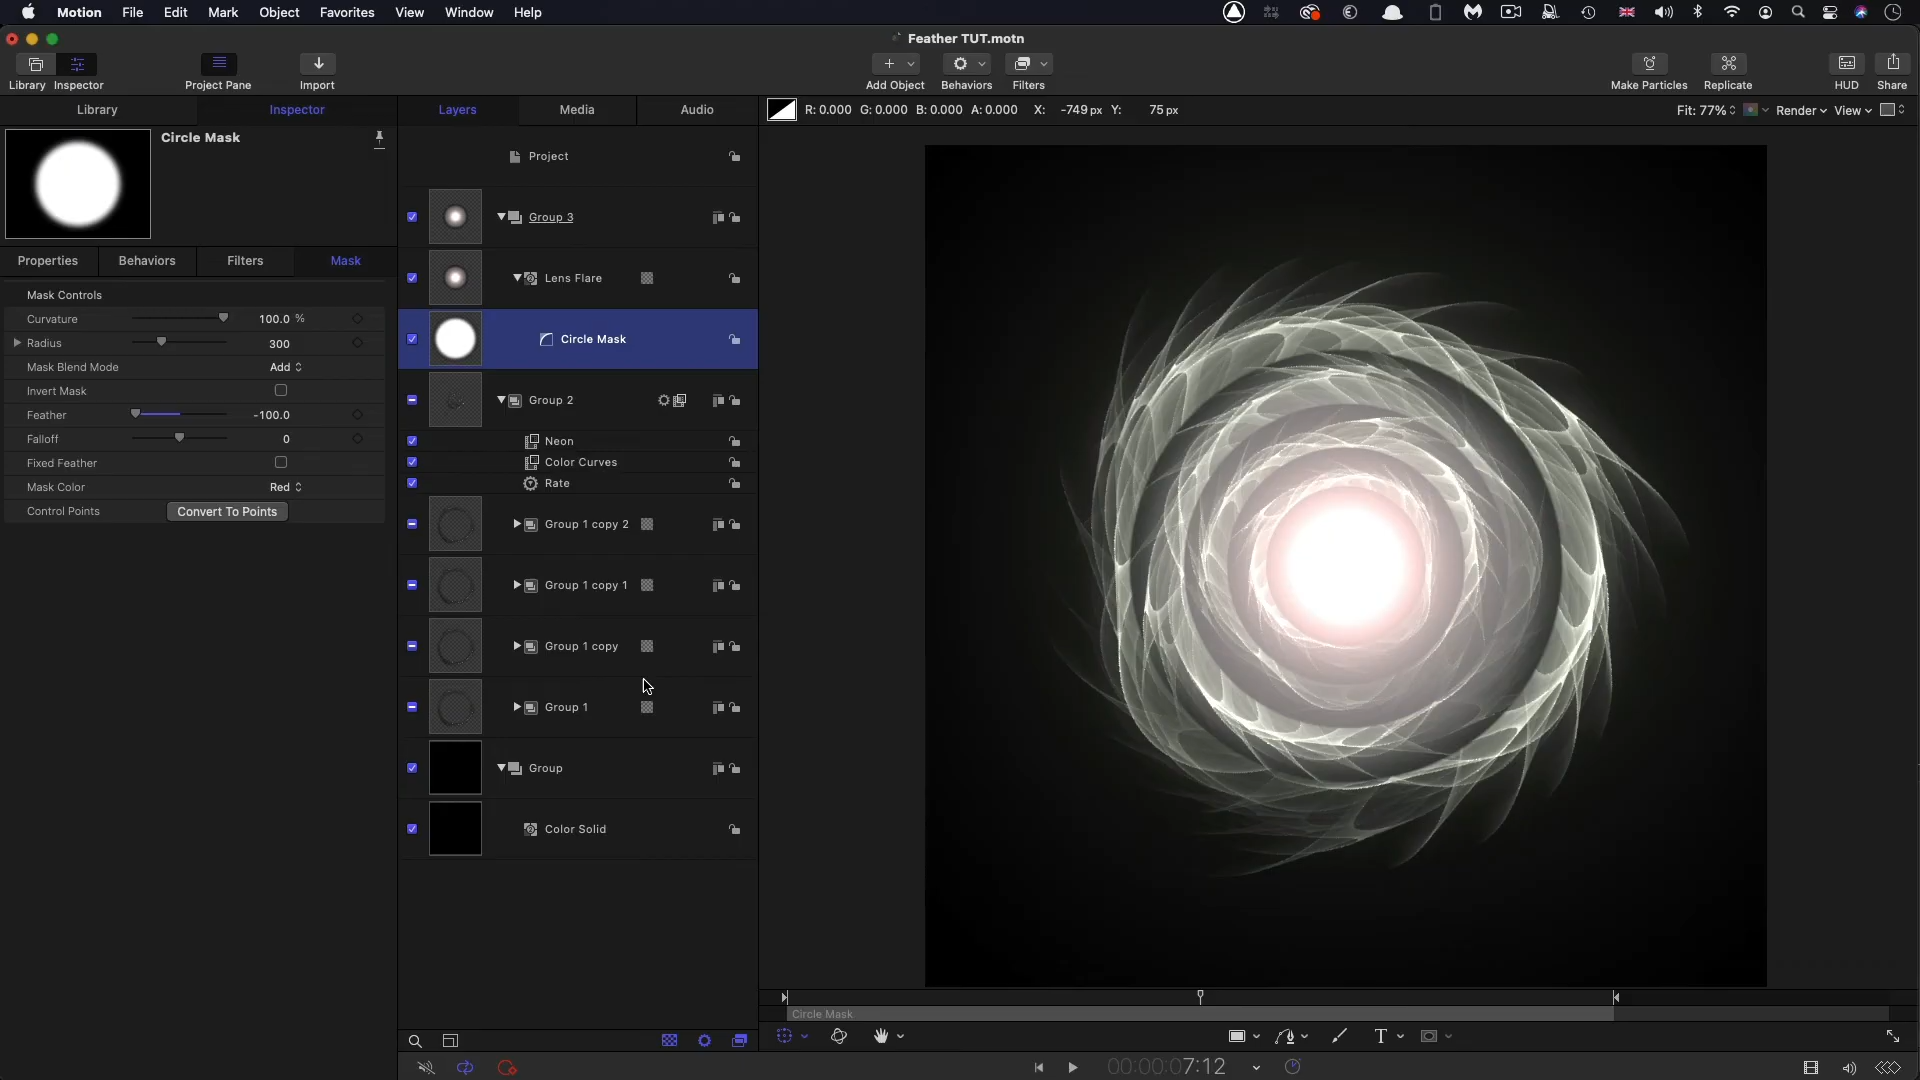 Motion File Edit Mark Object Favorites View Window Help
Feather TUT.motn
Library Inspector Project Pane Import Add Object Behaviors Filters Make Particles Replicate HUD Share
Library Inspector Layers Media Audio R: 0.000 G: 0.000 B: 0.000 A: 0.000 X: -749 px Y: 75 px Fit: 77% Render View
Circle Mask
Properties Behaviors Filters Mask
Mask Controls
Curvature 100.0 %
Radius 300
Mask Blend Mode Add
Invert Mask
Feather -100.0
Falloff 0
Fixed Feather
Mask Color Red
Control Points Convert To Points
Project
Group 3
Lens Flare
Circle Mask
Group 2
Neon
Color Curves
Rate
Group 1 copy 2
Group 1 copy 1
Group 1 copy
Group 1
Group
Color Solid
Circle Mask
T
00:00:07:12